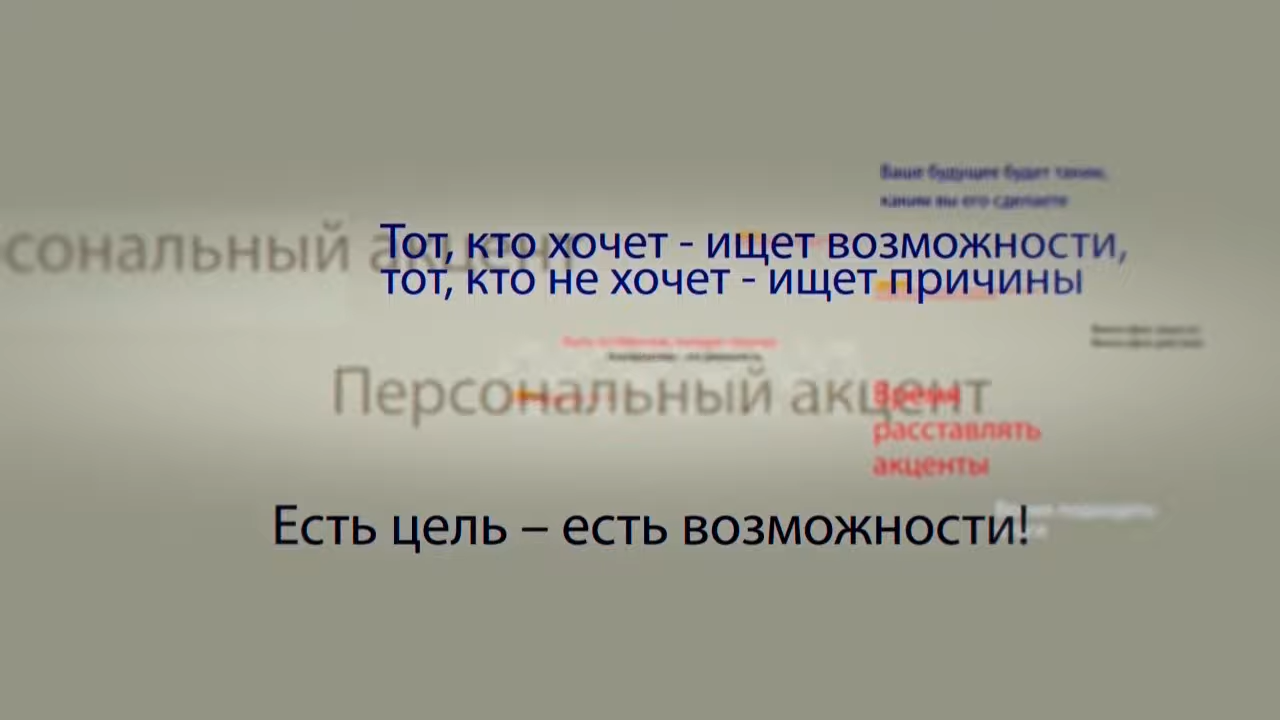 Ваше будущее будет таким,
каким вы его сделаете
сональный акцент
Тот, кто хочет - ищет возможности,
тот, кто не хочет - ищет причины
Персональный акцент
Время
расставлять
акценты
Есть цель – есть возможности!